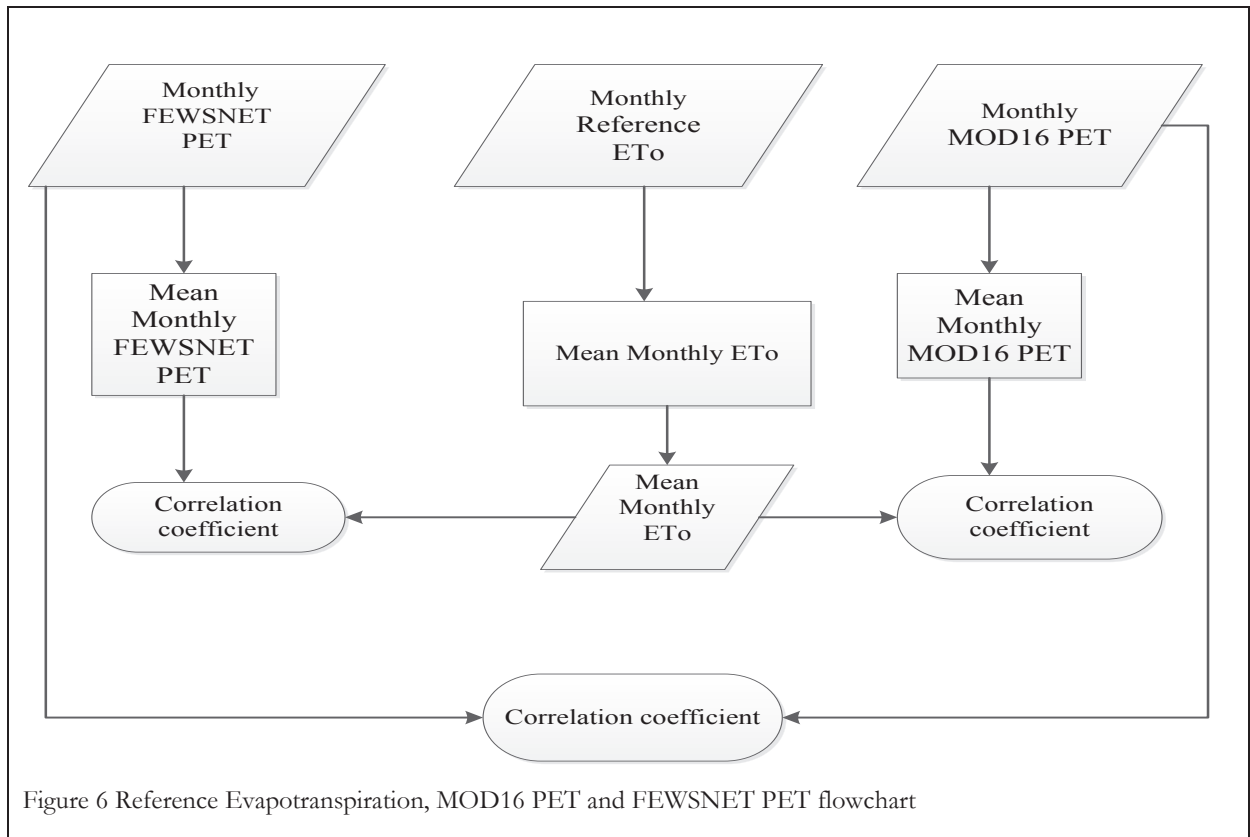 Monthly
FEWSNET
PET
Monthly
Reference
ETo
Monthly
MOD16 PET
Mean
Monthly
FEWSNET
PET
Mean Monthly ETo
Mean
Monthly
MOD16 PET
Correlation
coefficient
Mean
Monthly
ETo
Correlation
coefficient
Correlation coefficient
Figure 6 Reference Evapotranspiration, MOD16 PET and FEWSNET PET flowchart